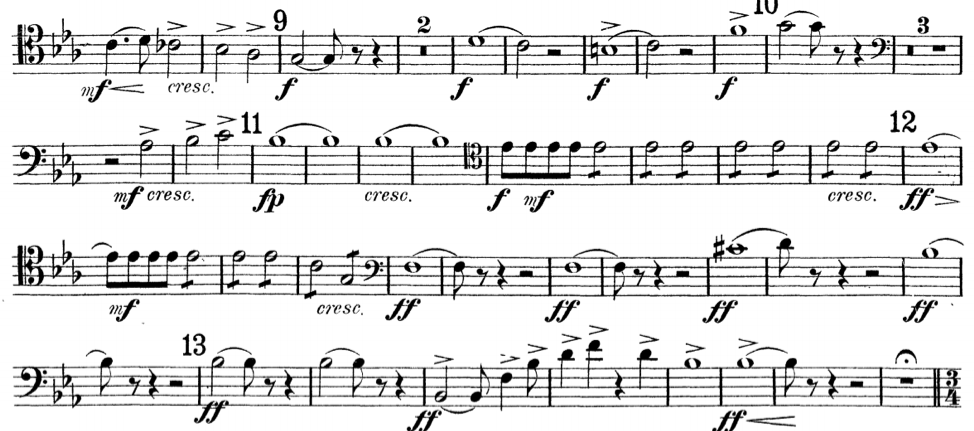 9 2 10 3
mf cresc. f f f f
11 12
mf cresc. fp cresc. f mf cresc. ff
mf cresc. ff ff ff ff
13
ff ff ff 3/4